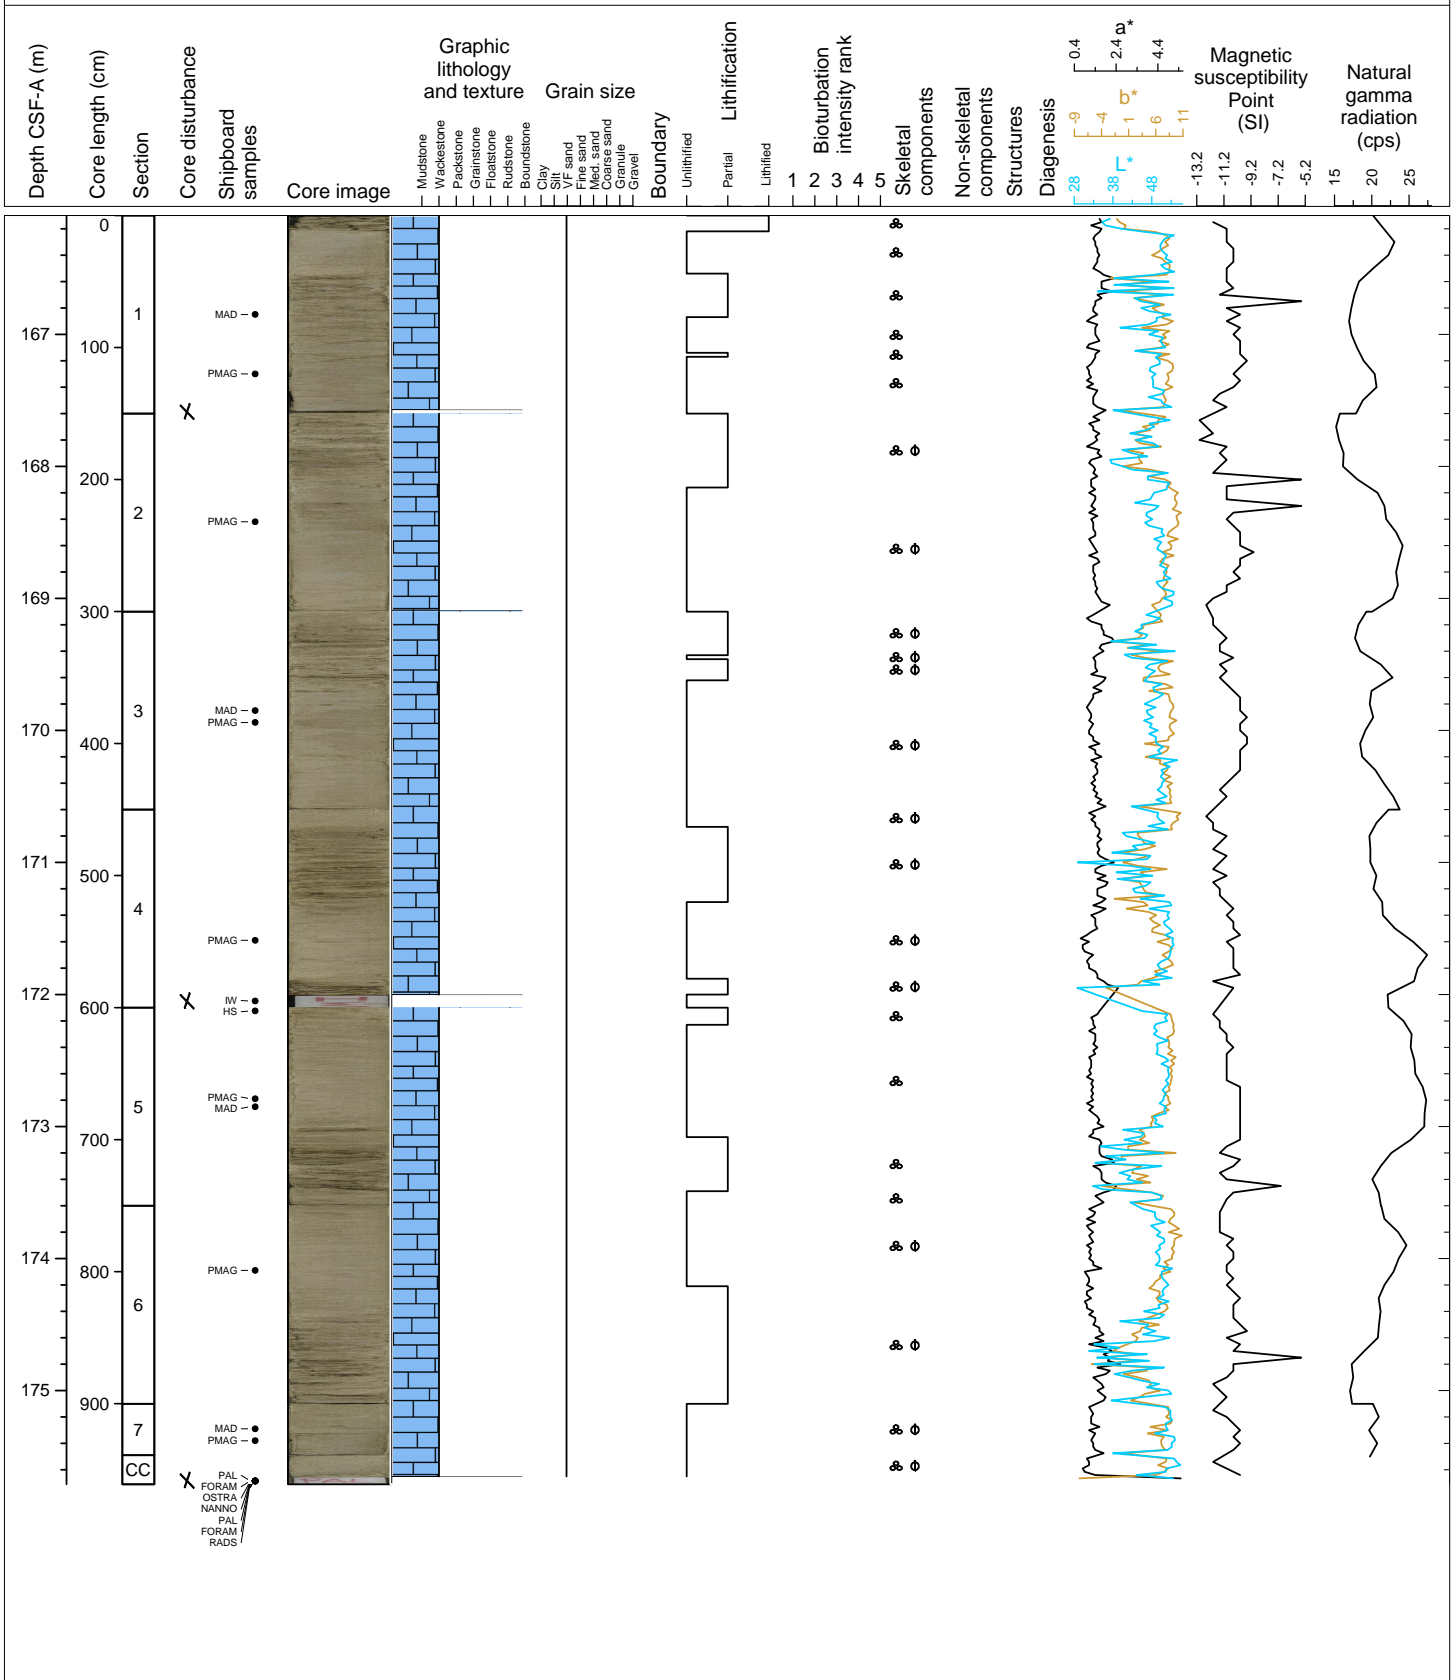 Depth CSF-A (m)
Core length (cm)
Section
Core disturbance
Shipboard
samples
Core image
Graphic
lithology
and texture
Mudstone
Wackestone
Packstone
Grainstone
Floatstone
Rudstone
Boundstone
Grain size
Clay
Silt
VF sand
Fine sand
Med. sand
Coarse sand
Granule
Gravel
Boundary
Lithification
Unlithified
Partial
Lithified
Bioturbation
intensity rank
1 2 3 4 5
Skeletal
components
Non-skeletal
components
Structures
Diagenesis
a*
0.4 2.4 4.4
b*
-9 -4 1 6 11
L*
28 38 48
Magnetic
susceptibility
Point
(SI)
-13.2 -11.2 -9.2 -7.2 -5.2
Natural
gamma
radiation
(cps)
15 20 25
0
1
MAD
167
100
PMAG
168
200
2
PMAG
169
300
3
MAD
PMAG
170
400
171
500
4
PMAG
172
IW
600
HS
5
PMAG
MAD
173
700
174
PMAG
800
6
175
900
7
MAD
PMAG
CC
PAL
FORAM
OSTRA
NANNO
PAL
FORAM
RADS